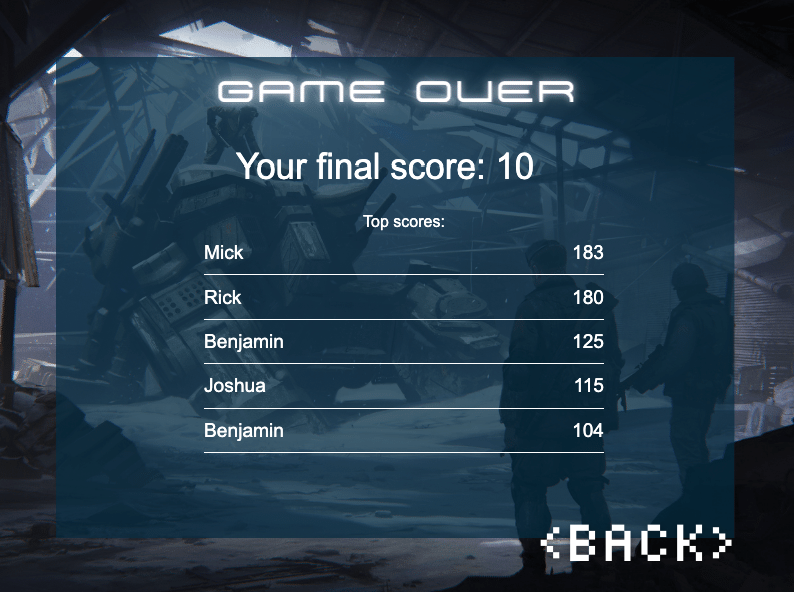 GAME OVER
Your final score: 10
Top scores:
Mick 183
Rick 180
Benjamin 125
Joshua 115
Benjamin 104
<BACK>